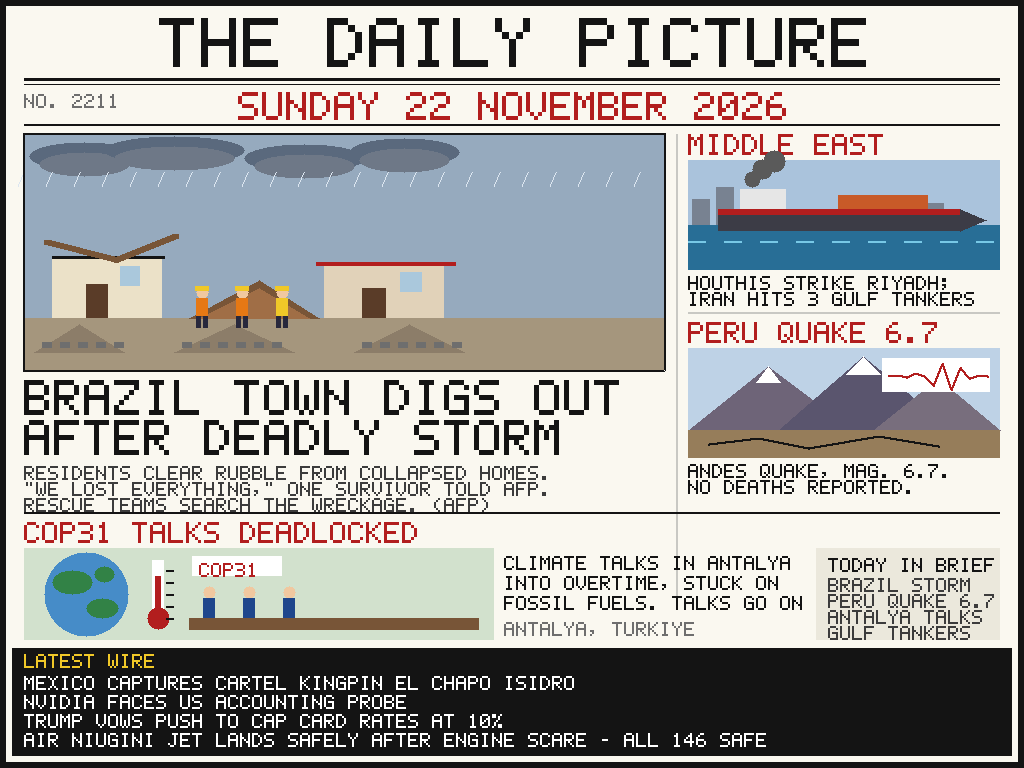 THE DAILY PICTURE
NO. 2211
SUNDAY 22 NOVEMBER 2026
BRAZIL TOWN DIGS OUT
AFTER DEADLY STORM
RESIDENTS CLEAR RUBBLE FROM COLLAPSED HOMES.
"WE LOST EVERYTHING," ONE SURVIVOR TOLD AFP.
RESCUE TEAMS SEARCH THE WRECKAGE. (AFP)
MIDDLE EAST
HOUTHIS STRIKE RIYADH;
IRAN HITS 3 GULF TANKERS
PERU QUAKE 6.7
ANDES QUAKE, MAG. 6.7.
NO DEATHS REPORTED.
COP31 TALKS DEADLOCKED
COP31
CLIMATE TALKS IN ANTALYA
INTO OVERTIME, STUCK ON
FOSSIL FUELS. TALKS GO ON
ANTALYA, TURKIYE
TODAY IN BRIEF
BRAZIL STORM
PERU QUAKE 6.7
ANTALYA TALKS
GULF TANKERS
LATEST WIRE
MEXICO CAPTURES CARTEL KINGPIN EL CHAPO ISIDRO
NVIDIA FACES US ACCOUNTING PROBE
TRUMP VOWS PUSH TO CAP CARD RATES AT 10%
AIR NIUGINI JET LANDS SAFELY AFTER ENGINE SCARE - ALL 146 SAFE